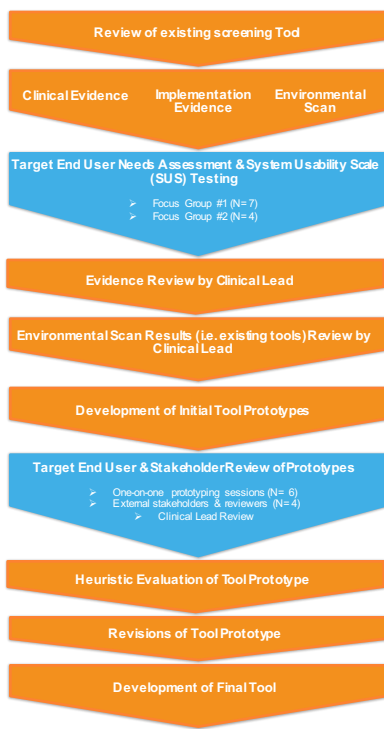 Review of existing screening Tool
Clinical Evidence
Implementation
Evidence
Environmental
Scan
Target End User Needs Assessment & System Usability Scale
(SUS) Testing
➢ Focus Group #1 (N= 7)
➢ Focus Group #2 (N= 4)
Evidence Review by Clinical Lead
Environmental Scan Results (i.e. existing tools) Review by
Clinical Lead
Development of Initial Tool Prototypes
Target End User & Stakeholder Review of Prototypes
➢ One-on-one prototyping sessions (N= 6)
➢ External stakeholders & reviewers (N= 4)
➢ Clinical Lead Review
Heuristic Evaluation of Tool Prototype
Revisions of Tool Prototype
Development of Final Tool